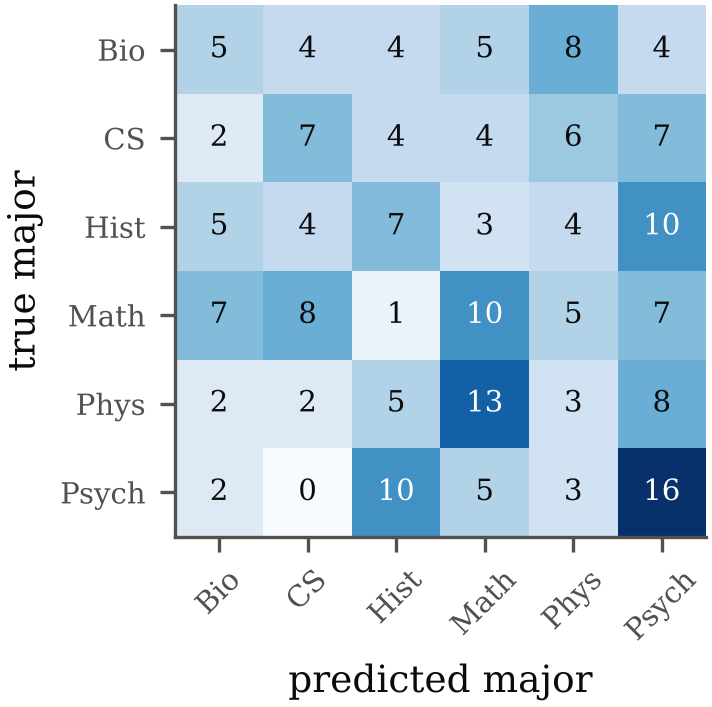 true major
Bio 5 4 4 5 8 4
CS 2 7 4 4 6 7
Hist 5 4 7 3 4 10
Math 7 8 1 10 5 7
Phys 2 2 5 13 3 8
Psych 2 0 10 5 3 16
Bio CS Hist Math Phys Psych
predicted major